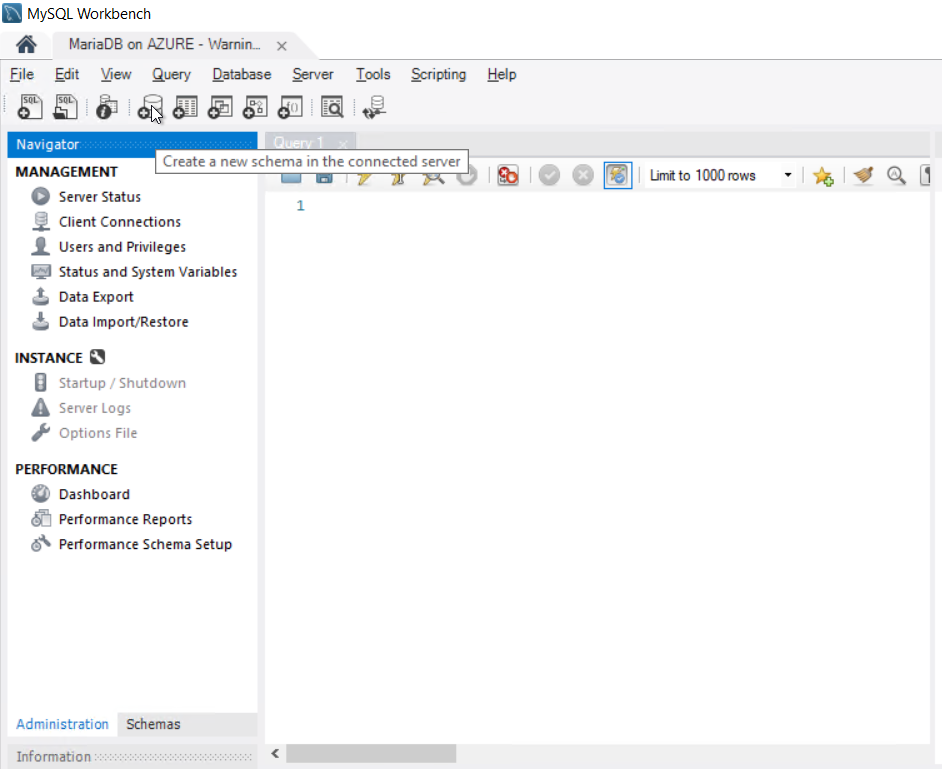 MySQL Workbench
MariaDB on AZURE - Warnin...
File Edit View Query Database Server Tools Scripting Help
SQL SQL
Navigator
Query 1
Create a new schema in the connected server
MANAGEMENT
Limit to 1000 rows
Server Status
1
Client Connections
Users and Privileges
Status and System Variables
Data Export
Data Import/Restore
INSTANCE
Startup / Shutdown
Server Logs
Options File
PERFORMANCE
Dashboard
Performance Reports
Performance Schema Setup
Administration Schemas
Information